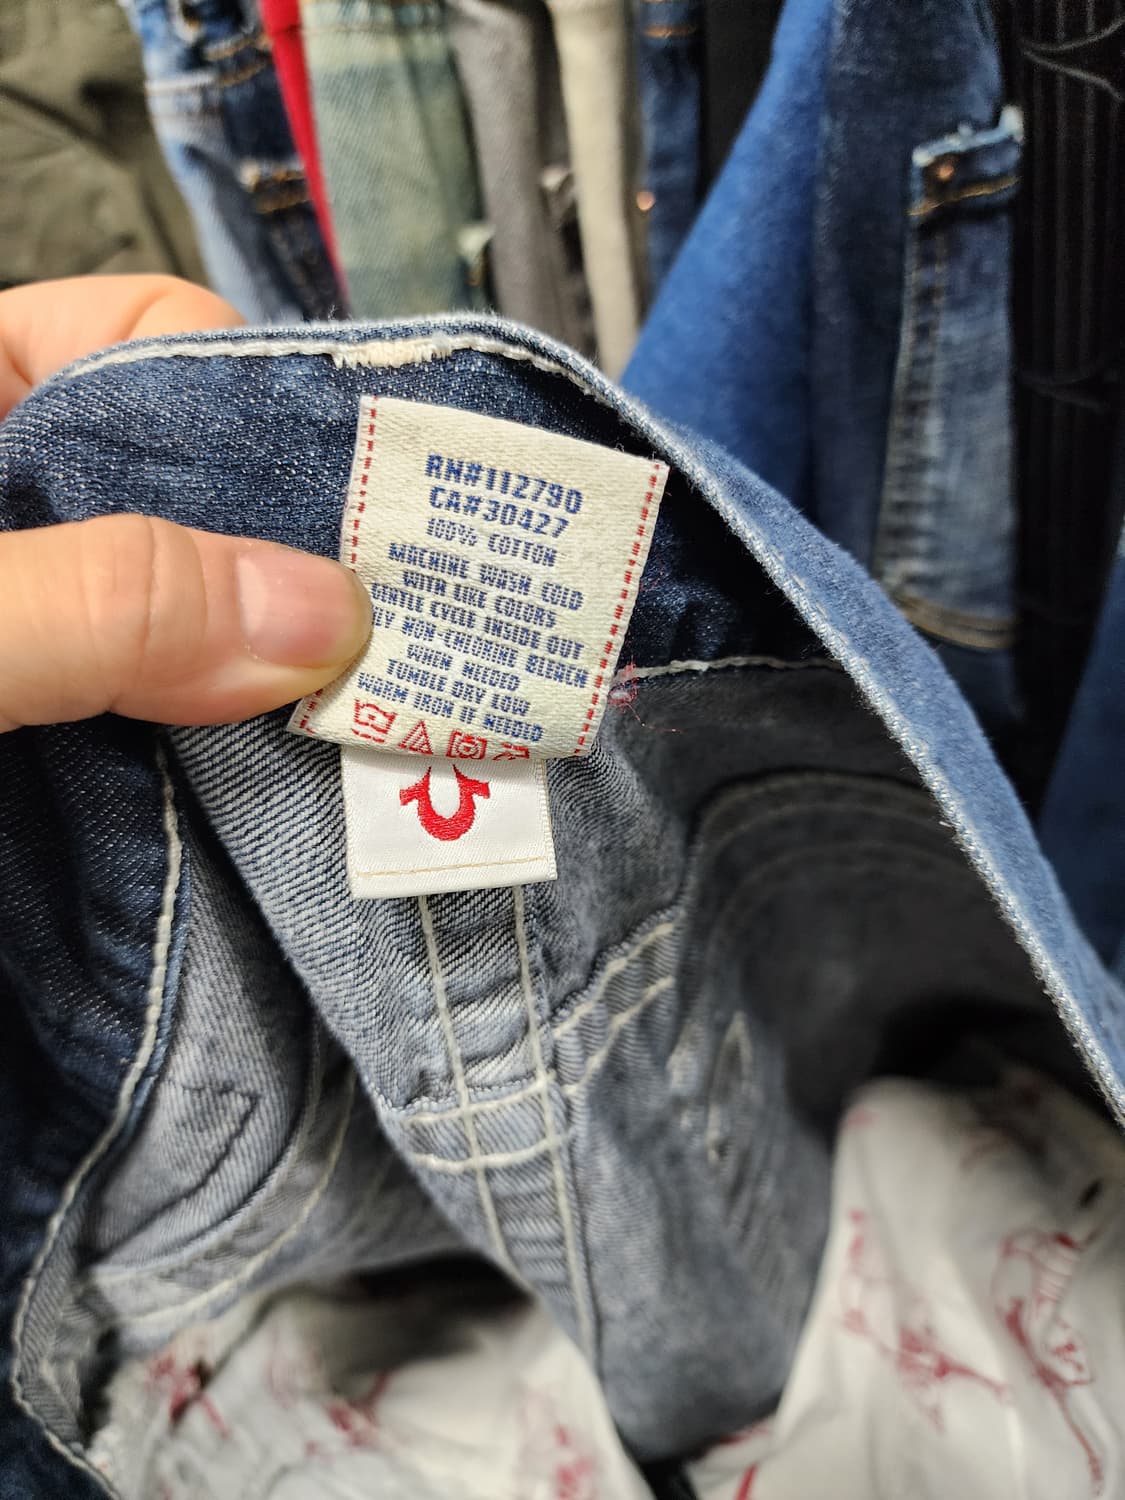 RN#112790
CA#30427
100% COTTON
MACHINE WASH COLD
WITH LIKE COLORS
GENTLE CYCLE INSIDE OUT
NON-CHLORINE BLEACH
WHEN NEEDED
TUMBLE DRY LOW
WARM IRON IF NEEDED